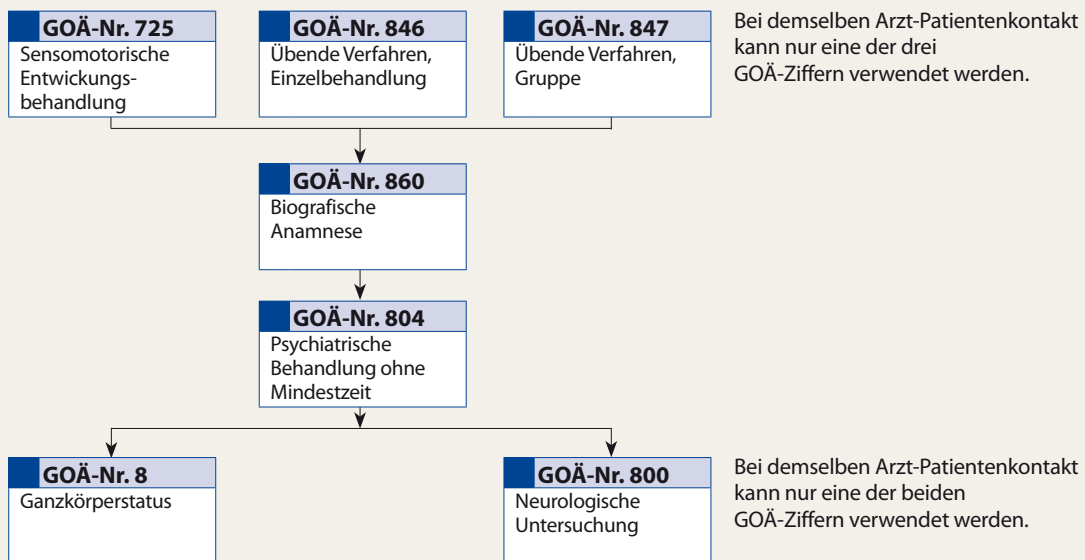 GOÄ-Nr. 725
Sensomotorische
Entwickungs-
behandlung
GOÄ-Nr. 846
Übende Verfahren,
Einzelbehandlung
GOÄ-Nr. 847
Übende Verfahren,
Gruppe
Bei demselben Arzt-Patientenkontakt
kann nur eine der drei
GOÄ-Ziffern verwendet werden.
GOÄ-Nr. 860
Biografische
Anamnese
GOÄ-Nr. 804
Psychiatrische
Behandlung ohne
Mindestzeit
GOÄ-Nr. 8
Ganzkörperstatus
GOÄ-Nr. 800
Neurologische
Untersuchung
Bei demselben Arzt-Patientenkontakt
kann nur eine der beiden
GOÄ-Ziffern verwendet werden.